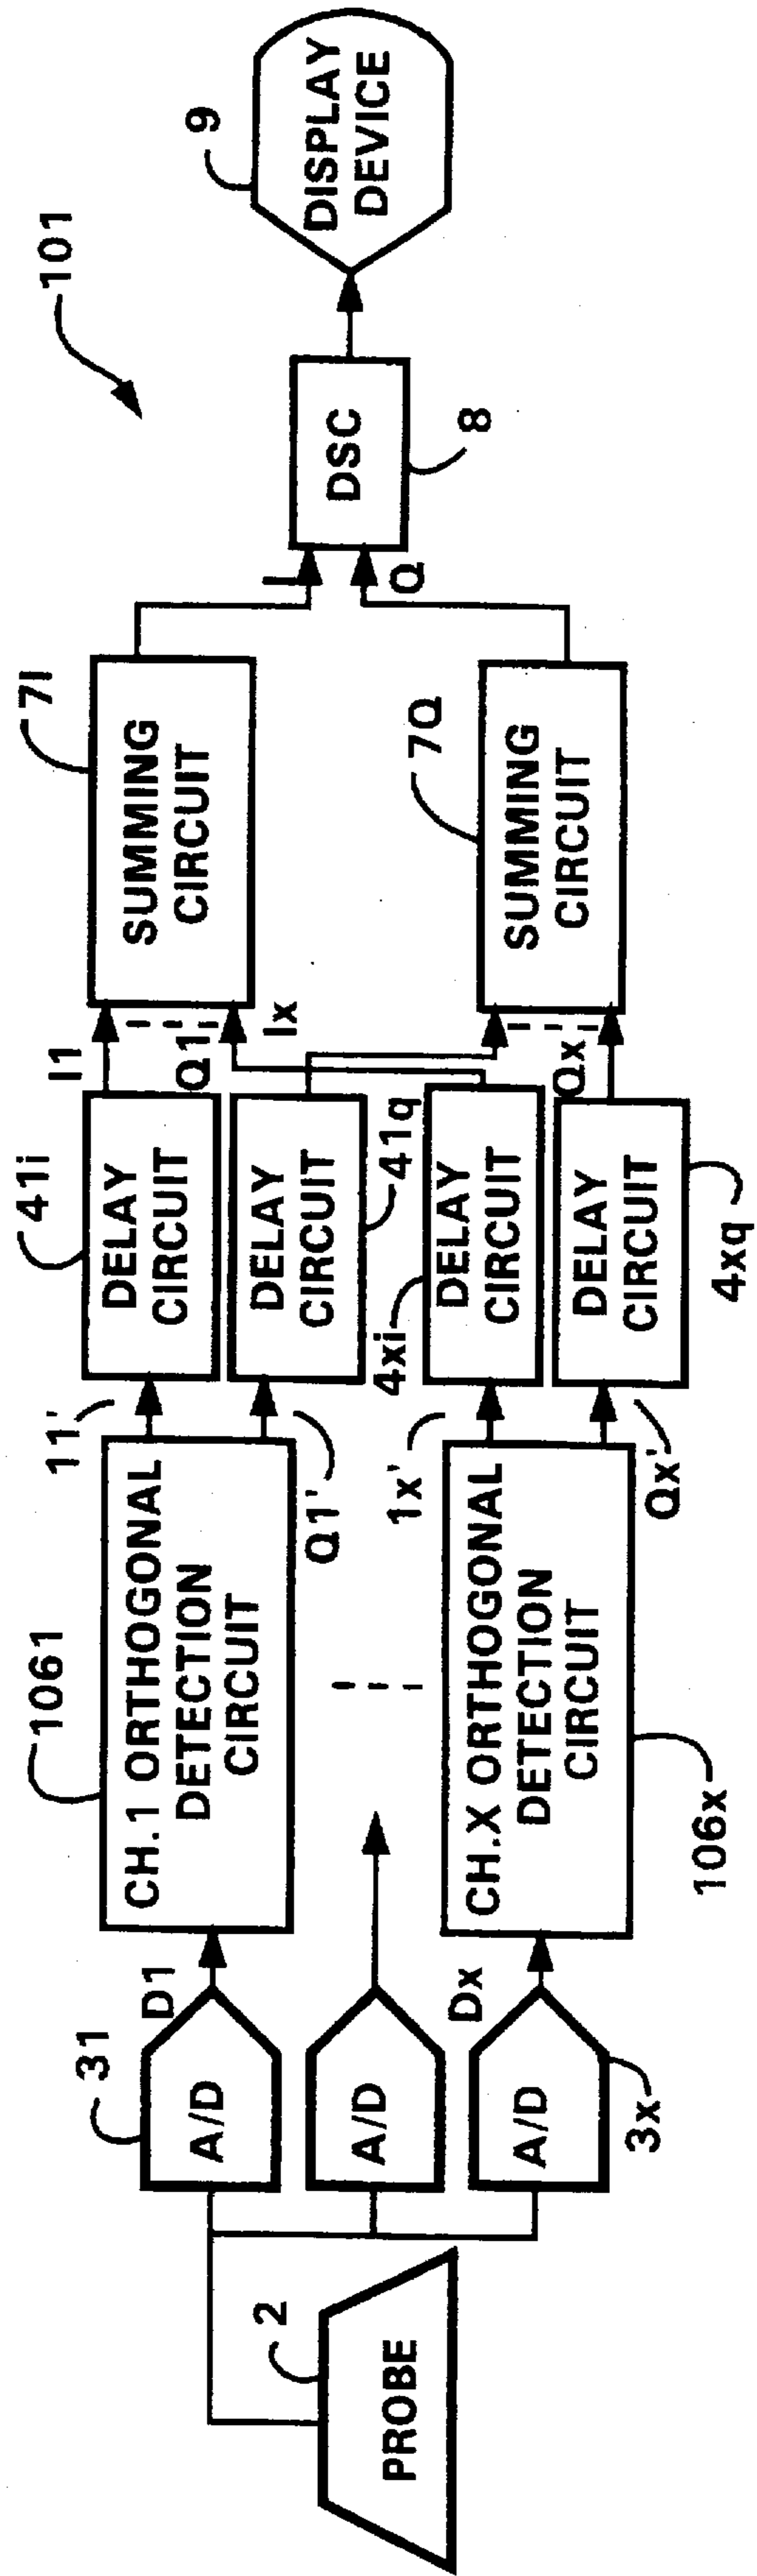 101
2
PROBE
31
A/D
A/D
A/D
3x
D1
Dx
1061
CH.1 ORTHOGONAL
DETECTION
CIRCUIT
CH.X ORTHOGONAL
DETECTION
CIRCUIT
106x
11'
Q1'
1x'
Qx'
41i
DELAY
CIRCUIT
DELAY
CIRCUIT
41q
4xi
DELAY
CIRCUIT
DELAY
CIRCUIT
4xq
I1
Q1
Ix
Qx
7I
SUMMING
CIRCUIT
7Q
SUMMING
CIRCUIT
I
Q
DSC
8
9
DISPLAY
DEVICE